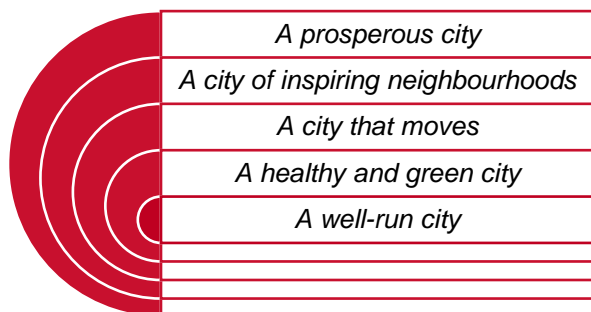 A prosperous city
A city of inspiring neighbourhoods
A city that moves
A healthy and green city
A well-run city